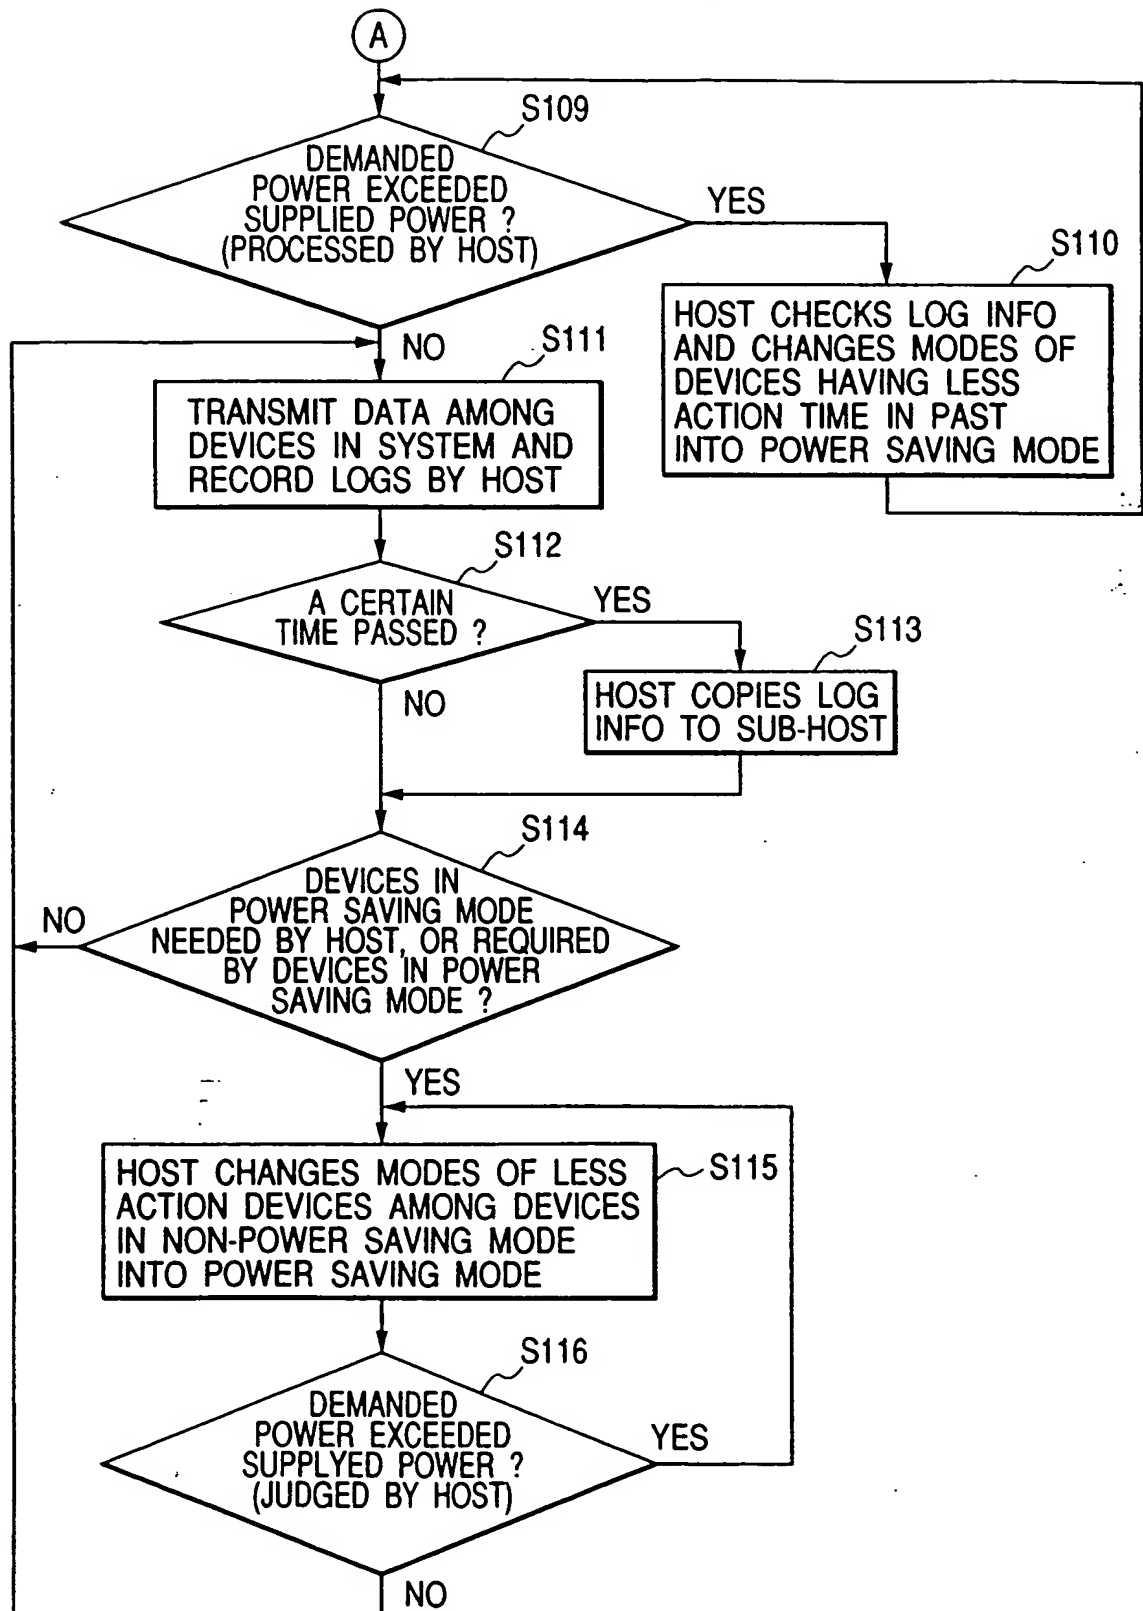 A
S109
DEMANDED
POWER EXCEEDED
SUPPLIED POWER ?
(PROCESSED BY HOST)
YES
S110
HOST CHECKS LOG INFO
AND CHANGES MODES OF
DEVICES HAVING LESS
ACTION TIME IN PAST
INTO POWER SAVING MODE
NO
S111
TRANSMIT DATA AMONG
DEVICES IN SYSTEM AND
RECORD LOGS BY HOST
S112
A CERTAIN
TIME PASSED ?
YES
S113
HOST COPIES LOG
INFO TO SUB-HOST
NO
S114
DEVICES IN
POWER SAVING MODE
NEEDED BY HOST, OR REQUIRED
BY DEVICES IN POWER
SAVING MODE ?
NO
YES
S115
HOST CHANGES MODES OF LESS
ACTION DEVICES AMONG DEVICES
IN NON-POWER SAVING MODE
INTO POWER SAVING MODE
S116
DEMANDED
POWER EXCEEDED
SUPPLYED POWER ?
(JUDGED BY HOST)
YES
NO